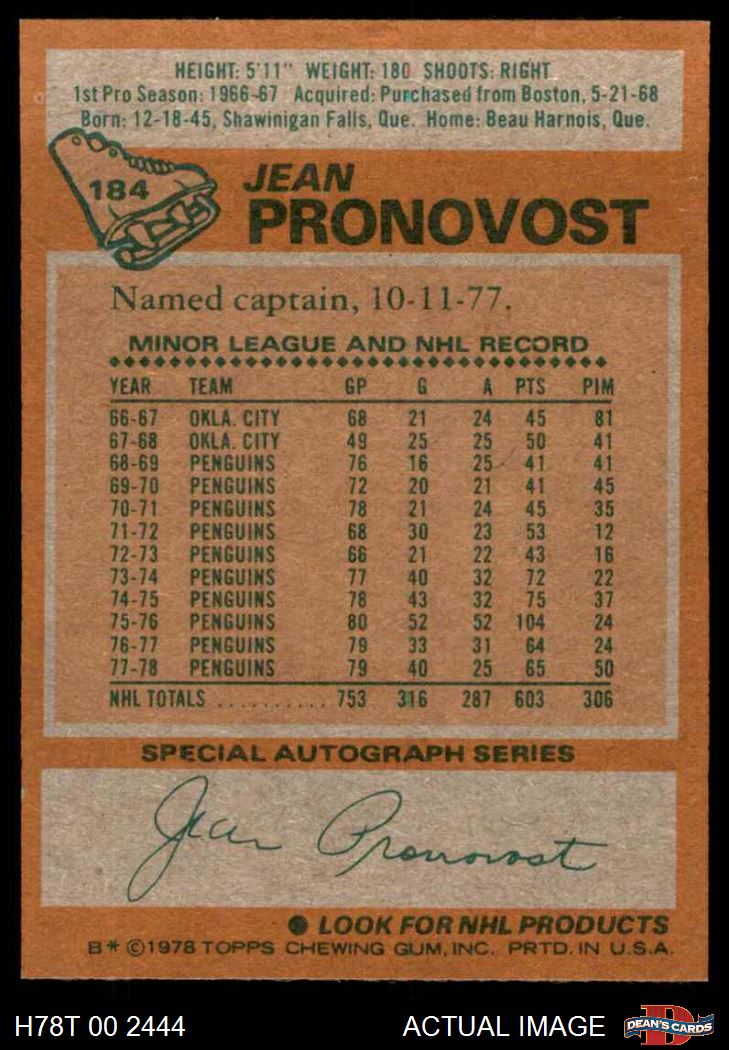 HEIGHT: 5'11" WEIGHT: 180 SHOOTS: RIGHT
1st Pro Season: 1966-67 Acquired: Purchased from Boston, 5-21-68
Born: 12-18-45, Shawinigan Falls, Que. Home: Beau Harnois, Que.
184
JEAN
PRONOVOST
Named captain, 10-11-77.
MINOR LEAGUE AND NHL RECORD
YEAR TEAM GP G A PTS PIM
66-67 OKLA. CITY 68 21 24 45 81
67-68 OKLA. CITY 49 25 25 50 41
68-69 PENGUINS 76 16 25 41 41
69-70 PENGUINS 72 20 21 41 45
70-71 PENGUINS 78 21 24 45 35
71-72 PENGUINS 68 30 23 53 12
72-73 PENGUINS 66 21 22 43 16
73-74 PENGUINS 77 40 32 72 22
74-75 PENGUINS 78 43 32 75 37
75-76 PENGUINS 80 52 52 104 24
76-77 PENGUINS 79 33 31 64 24
77-78 PENGUINS 79 40 25 65 50
NHL TOTALS .......... 753 316 287 603 306
SPECIAL AUTOGRAPH SERIES
Jean Pronovost
● LOOK FOR NHL PRODUCTS
B* ©1978 TOPPS CHEWING GUM, INC. PRTD. IN U.S.A.
H78T 00 2444 ACTUAL IMAGE D DEAN'S CARDS